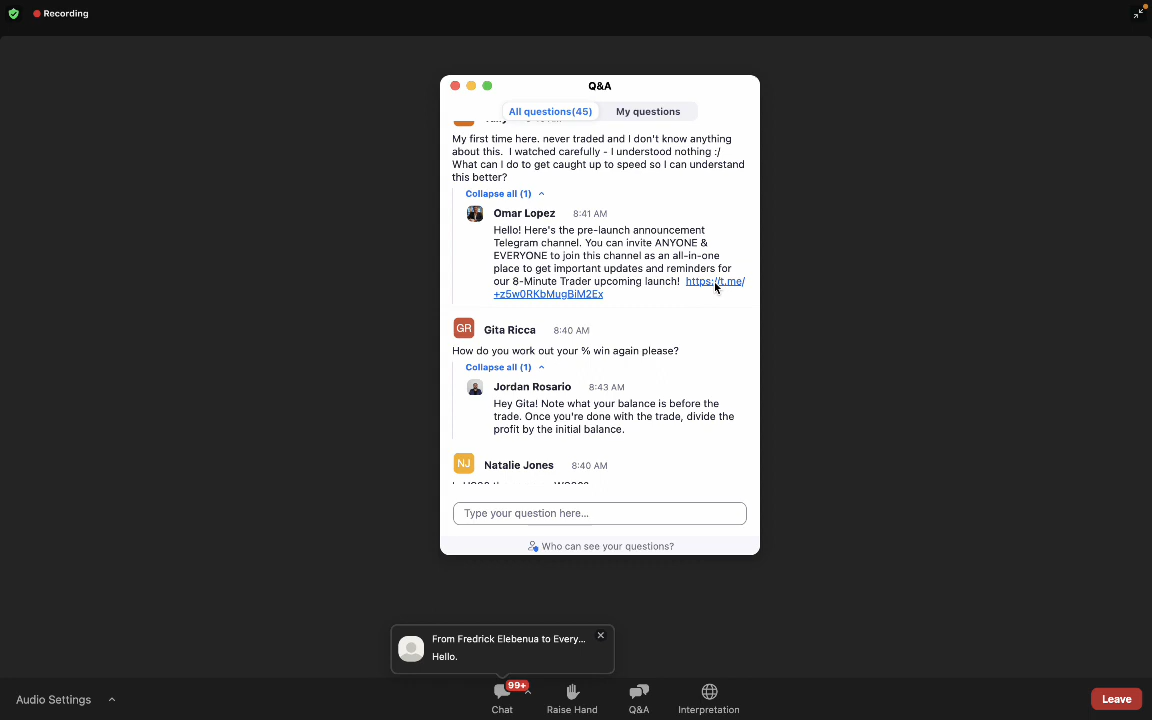 Recording
Q&A
All questions(45)
My questions
My first time here. never traded and I don't know anything
about this. I watched carefully - I understood nothing :/
What can I do to get caught up to speed so I can understand
this better?
Collapse all (1)
Omar Lopez 8:41 AM
Hello! Here's the pre-launch announcement
Telegram channel. You can invite ANYONE &
EVERYONE to join this channel as an all-in-one
place to get important updates and reminders for
our 8-Minute Trader upcoming launch! https://t.me/
+z5w0RKbMugBiM2Ex
GR Gita Ricca 8:40 AM
How do you work out your % win again please?
Collapse all (1)
Jordan Rosario 8:43 AM
Hey Gita! Note what your balance is before the
trade. Once you're done with the trade, divide the
profit by the initial balance.
NJ Natalie Jones 8:40 AM
Type your question here...
Who can see your questions?
From Fredrick Elebenua to Every...
Hello.
Audio Settings
99+
Chat
Raise Hand
Q&A
Interpretation
Leave